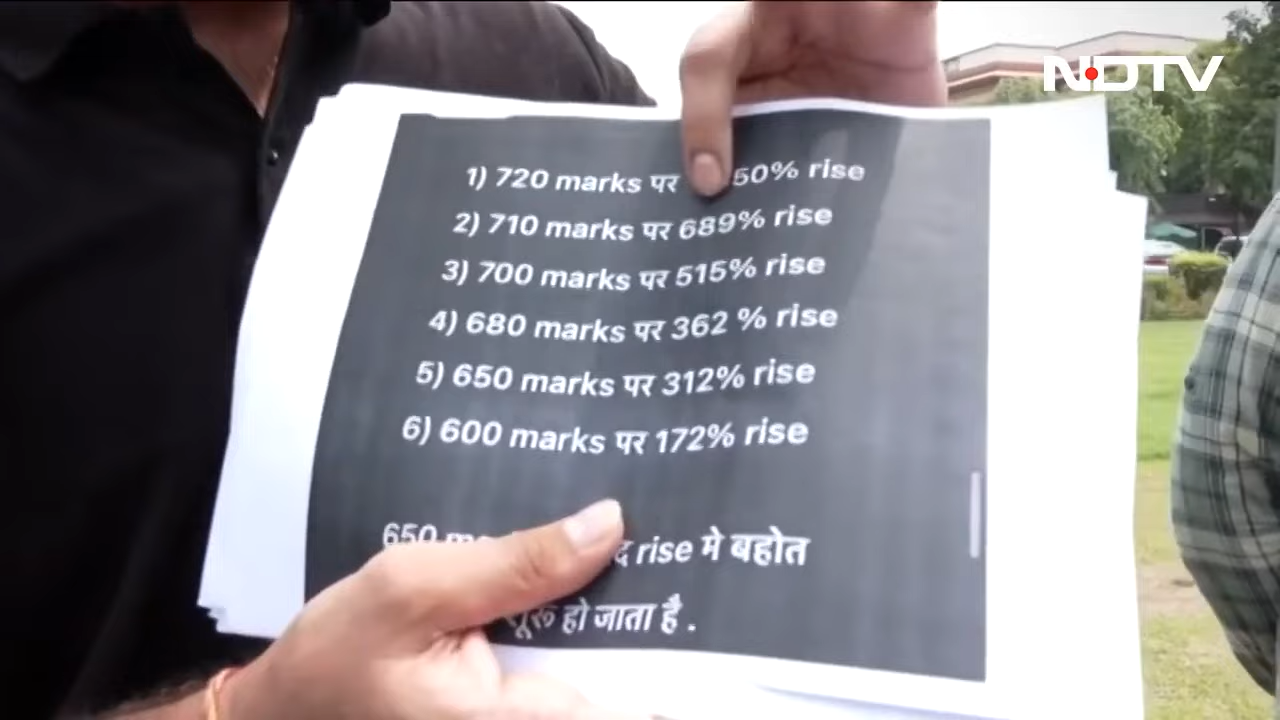 NDTV
1) 720 marks पर 50% rise
2) 710 marks पर 689% rise
3) 700 marks पर 515% rise
4) 680 marks पर 362 % rise
5) 650 marks पर 312% rise
6) 600 marks पर 172% rise
650 rise मे बहोत
हो जाता है .